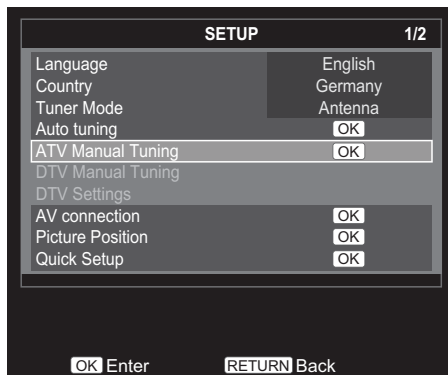 SETUP 1/2
Language English
Country Germany
Tuner Mode Antenna
Auto tuning OK
ATV Manual Tuning OK
DTV Manual Tuning
DTV Settings
AV connection OK
Picture Position OK
Quick Setup OK
OK Enter RETURN Back